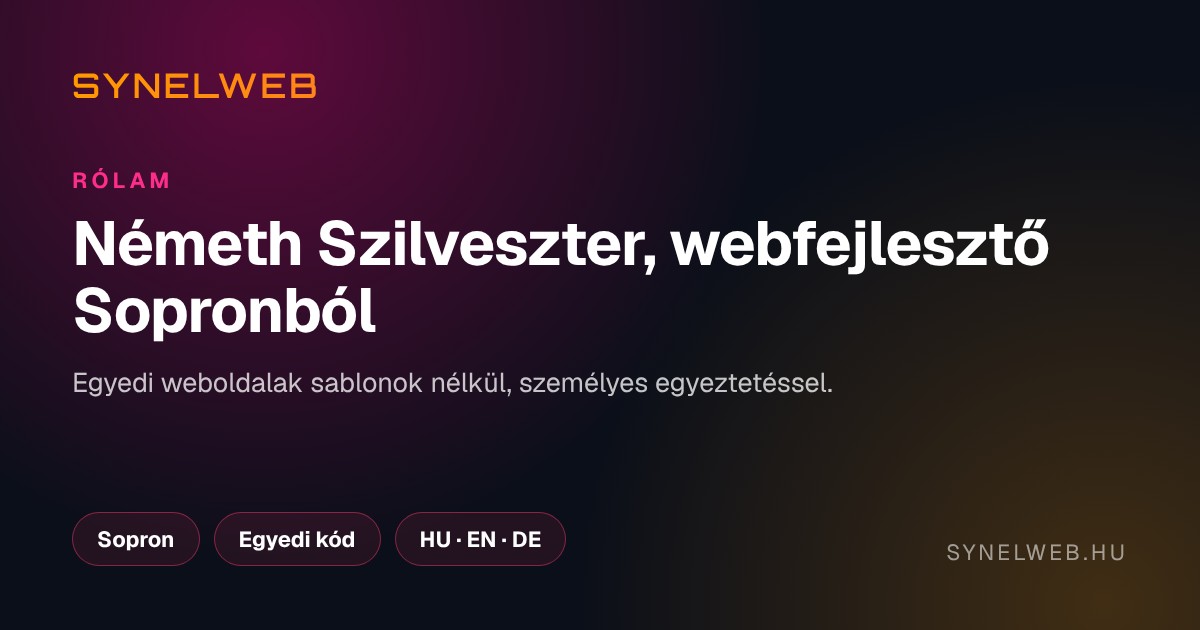 SYNELWEB
RÓLAM
Németh Szilveszter, webfejlesztő
Sopronból
Egyedi weboldalak sablonok nélkül, személyes egyeztetéssel.
Sopron
Egyedi kód
HU · EN · DE
SYNELWEB.HU